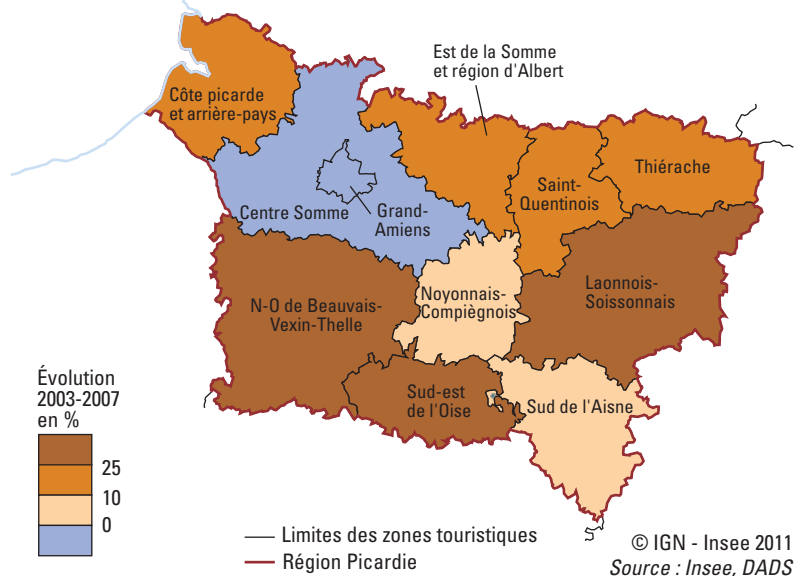 Est de la Somme
et région d'Albert
Côte picarde
et arrière-pays
Thiérache
Saint-
Quentinois
Centre Somme
Grand-
Amiens
Laonnois-
Soissonnais
Noyonnais-
Compiègnois
N-O de Beauvais-
Vexin-Thelle
Sud-est
de l'Oise
Sud de l'Aisne
Évolution
2003-2007
en %
25
10
0
Limites des zones touristiques
Région Picardie
© IGN - Insee 2011
Source : Insee, DADS